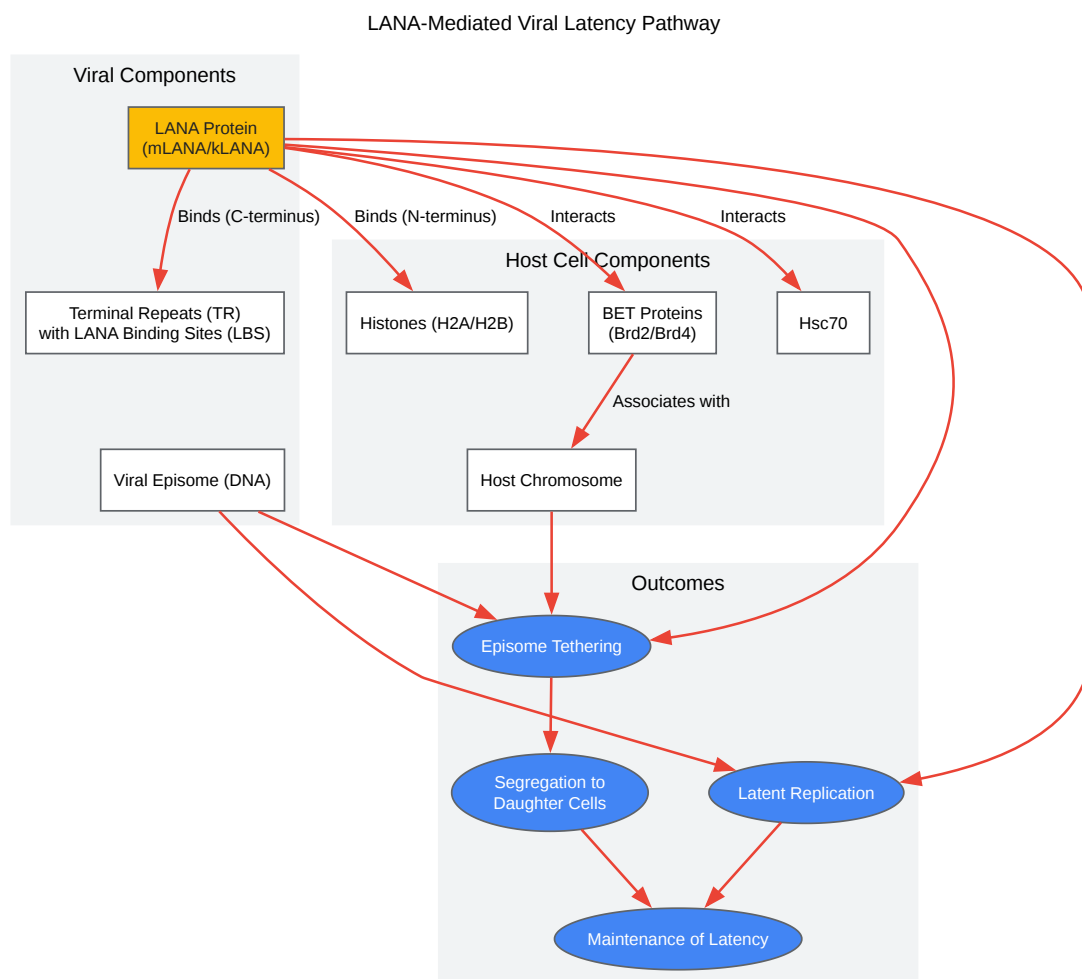 LANA-Mediated Viral Latency Pathway
Viral Components
LANA Protein
(mLANA/kLANA)
Binds (C-terminus)
Binds (N-terminus)
Interacts
Interacts
Host Cell Components
Terminal Repeats (TR)
with LANA Binding Sites (LBS)
Histones (H2A/H2B)
BET Proteins
(Brd2/Brd4)
Hsc70
Associates with
Viral Episome (DNA)
Host Chromosome
Outcomes
Episome Tethering
Segregation to
Daughter Cells
Latent Replication
Maintenance of Latency